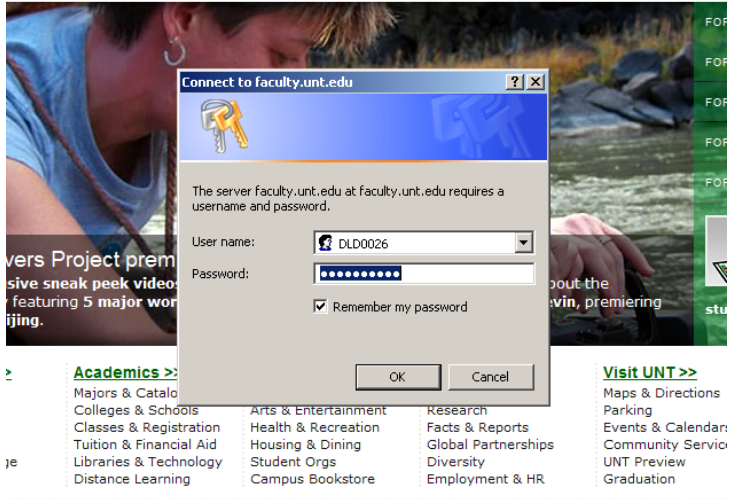 FOR
FOR
FOR
FOR
FOR
Connect to faculty.unt.edu
The server faculty.unt.edu at faculty.unt.edu requires a
username and password.
User name:
DLD0026
Password:
Remember my password
OK
Cancel
vers Project prem
sive sneak peek videos
bout the
featuring 5 major wor
evin, premiering
ijing.
stu
Academics >>
Visit UNT >>
Majors & Catalo
Maps & Directions
Colleges & Schools
Arts & Entertainment
Research
Parking
Classes & Registration
Health & Recreation
Facts & Reports
Events & Calendars
Tuition & Financial Aid
Housing & Dining
Global Partnerships
Community Service
ge
Libraries & Technology
Student Orgs
Diversity
UNT Preview
Distance Learning
Campus Bookstore
Employment & HR
Graduation